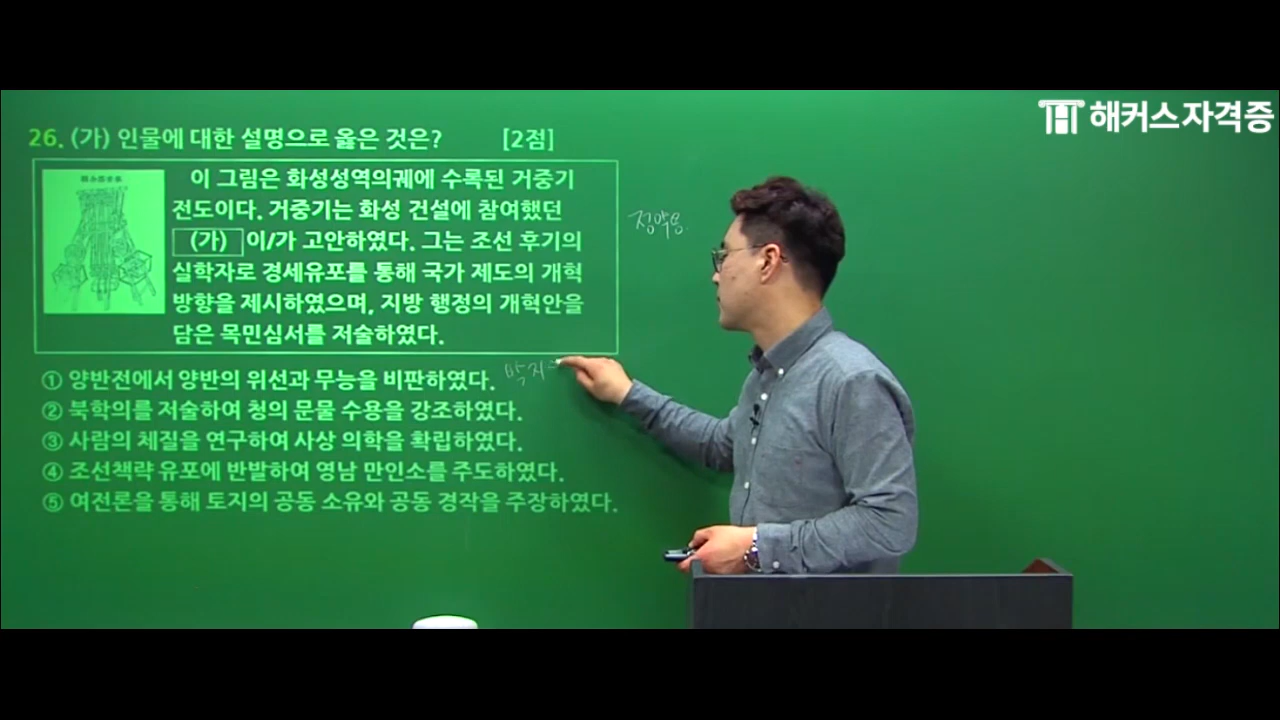 해커스자격증
26. (가) 인물에 대한 설명으로 옳은 것은? [2점]
이 그림은 화성성역의궤에 수록된 거중기
전도이다. 거중기는 화성 건설에 참여했던
(가) 이/가 고안하였다. 그는 조선 후기의
실학자로 경세유포를 통해 국가 제도의 개혁
방향을 제시하였으며, 지방 행정의 개혁안을
담은 목민심서를 저술하였다.
정약용
① 양반전에서 양반의 위선과 무능을 비판하였다.
박지
② 북학의를 저술하여 청의 문물 수용을 강조하였다.
③ 사람의 체질을 연구하여 사상 의학을 확립하였다.
④ 조선책략 유포에 반발하여 영남 만인소를 주도하였다.
⑤ 여전론을 통해 토지의 공동 소유와 공동 경작을 주장하였다.